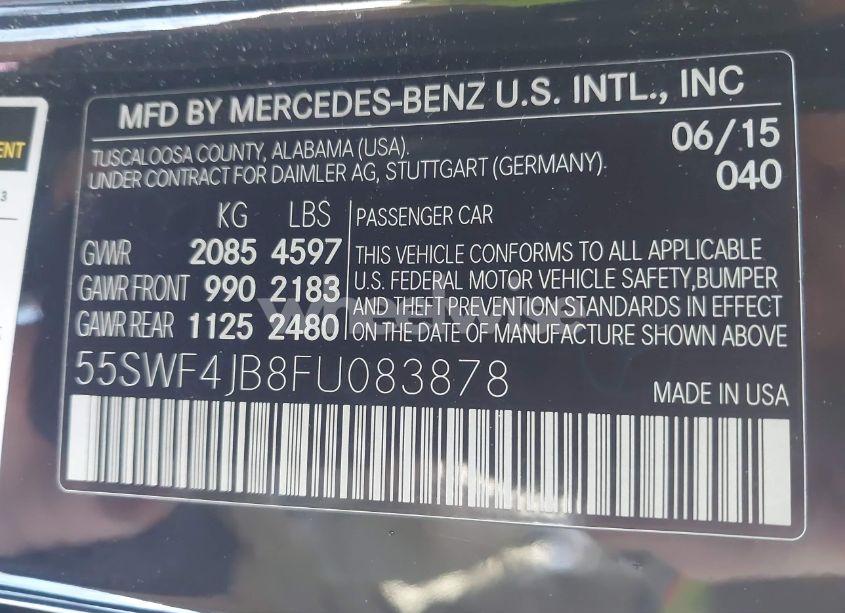 MFD BY MERCEDES-BENZ U.S. INTL., INC
TUSCALOOSA COUNTY, ALABAMA (USA).
UNDER CONTRACT FOR DAIMLER AG, STUTTGART (GERMANY).
06/15
040
KG LBS
GVWR 2085 4597
GAWR FRONT 990 2183
GAWR REAR 1125 2480
PASSENGER CAR
THIS VEHICLE CONFORMS TO ALL APPLICABLE
U.S. FEDERAL MOTOR VEHICLE SAFETY,BUMPER
AND THEFT PREVENTION STANDARDS IN EFFECT
ON THE DATE OF MANUFACTURE SHOWN ABOVE
55SWF4JB8FU083878
MADE IN USA